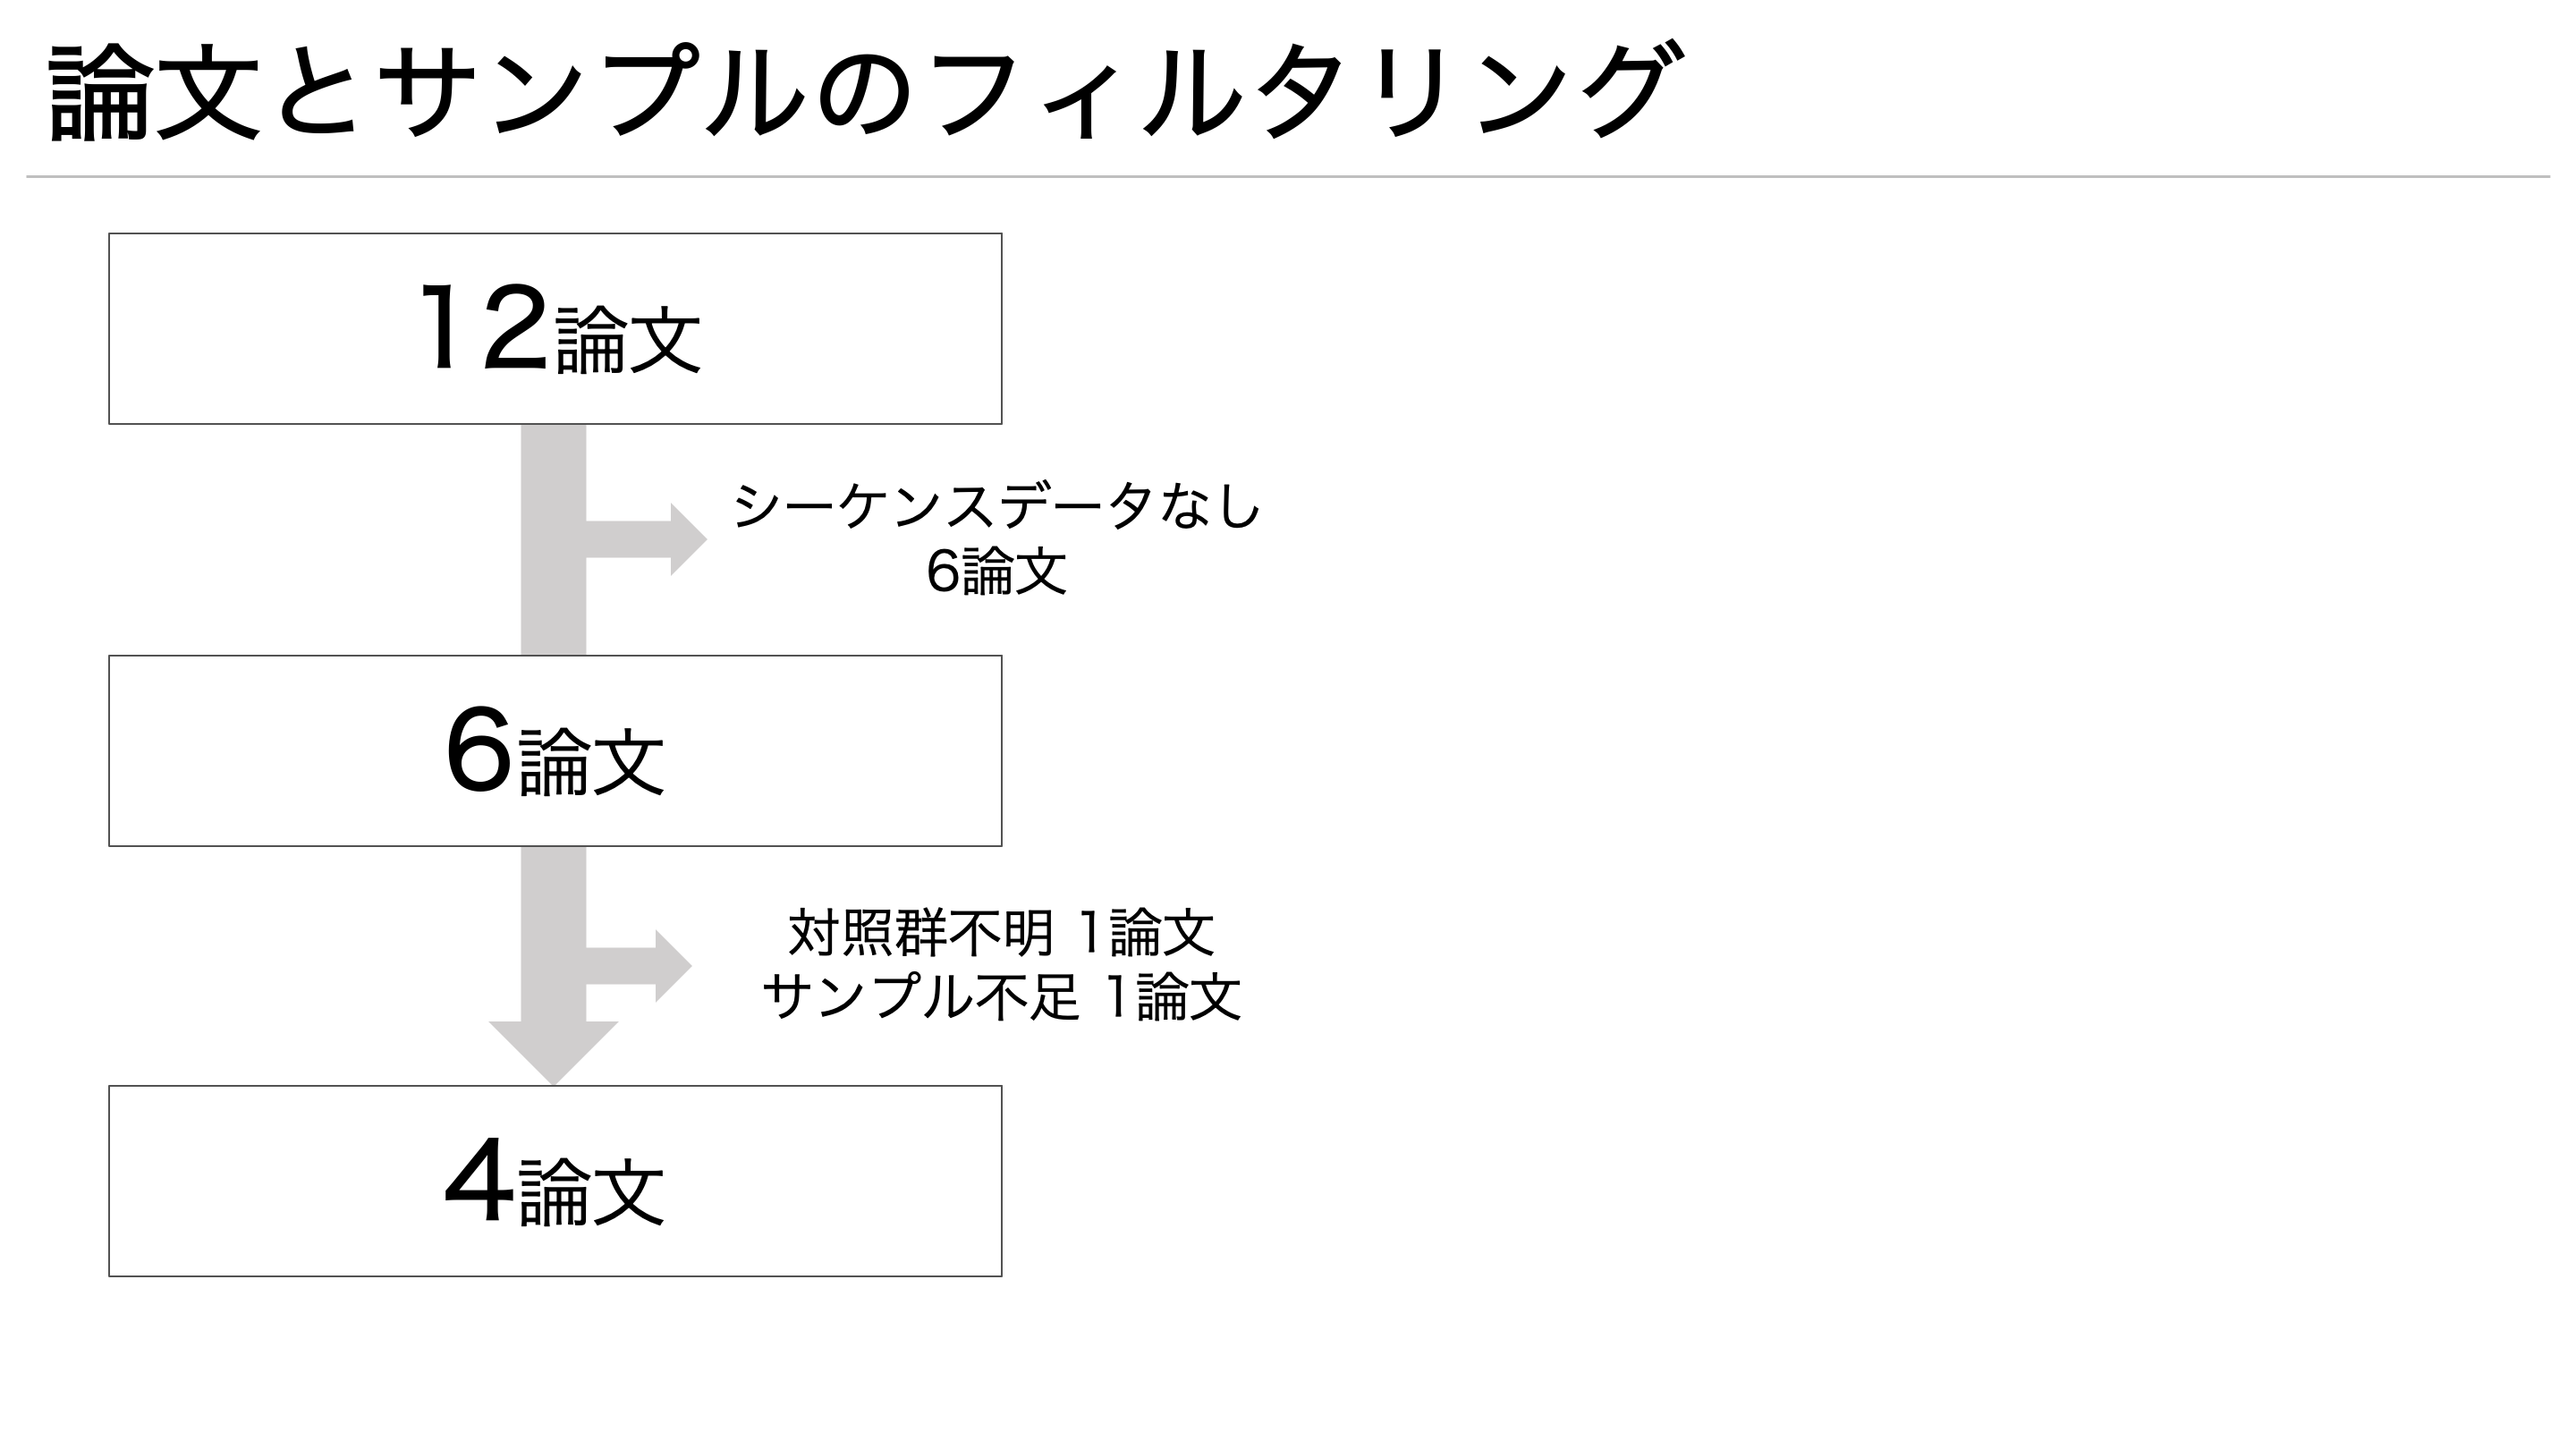 論文とサンプルのフィルタリング
12論文
シーケンスデータなし
6論文
6論文
対照群不明 1論文
サンプル不足 1論文
4論文